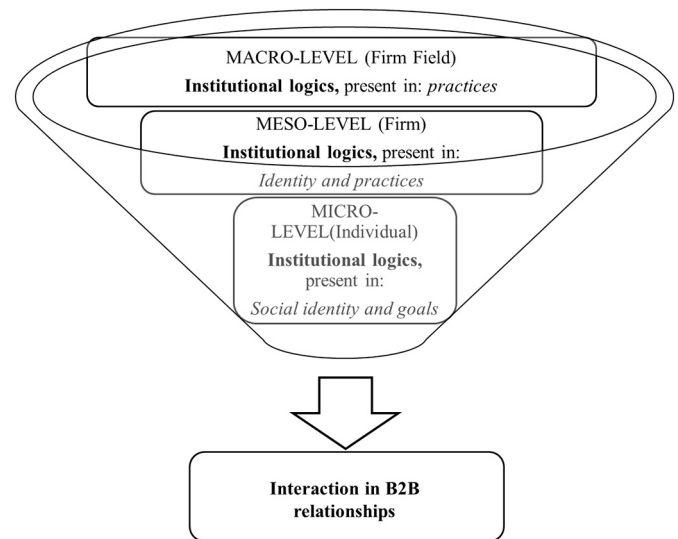 MACRO-LEVEL (Firm Field)
Institutional logics, present in: practices
MESO-LEVEL (Firm)
Institutional logics, present in:
Identity and practices
MICRO-
LEVEL(Individual)
Institutional logics,
present in:
Social identity and goals
Interaction in B2B
relationships